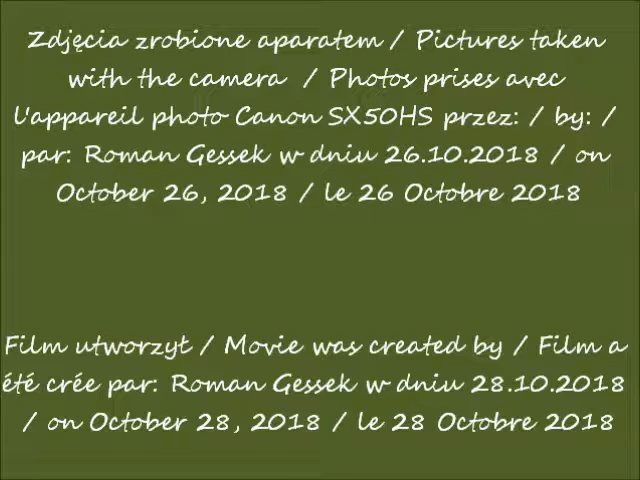 Zdjęcia zrobione aparatem / Pictures taken
with the camera / Photos prises avec
l'appareil photo Canon SX50HS przez: / by: /
par: Roman Gessek w dniu 26.10.2018 / on
October 26, 2018 / le 26 Octobre 2018
Film utworzył / Movie was created by / Film a
été crée par: Roman Gessek w dniu 28.10.2018
/ on October 28, 2018 / le 28 Octobre 2018